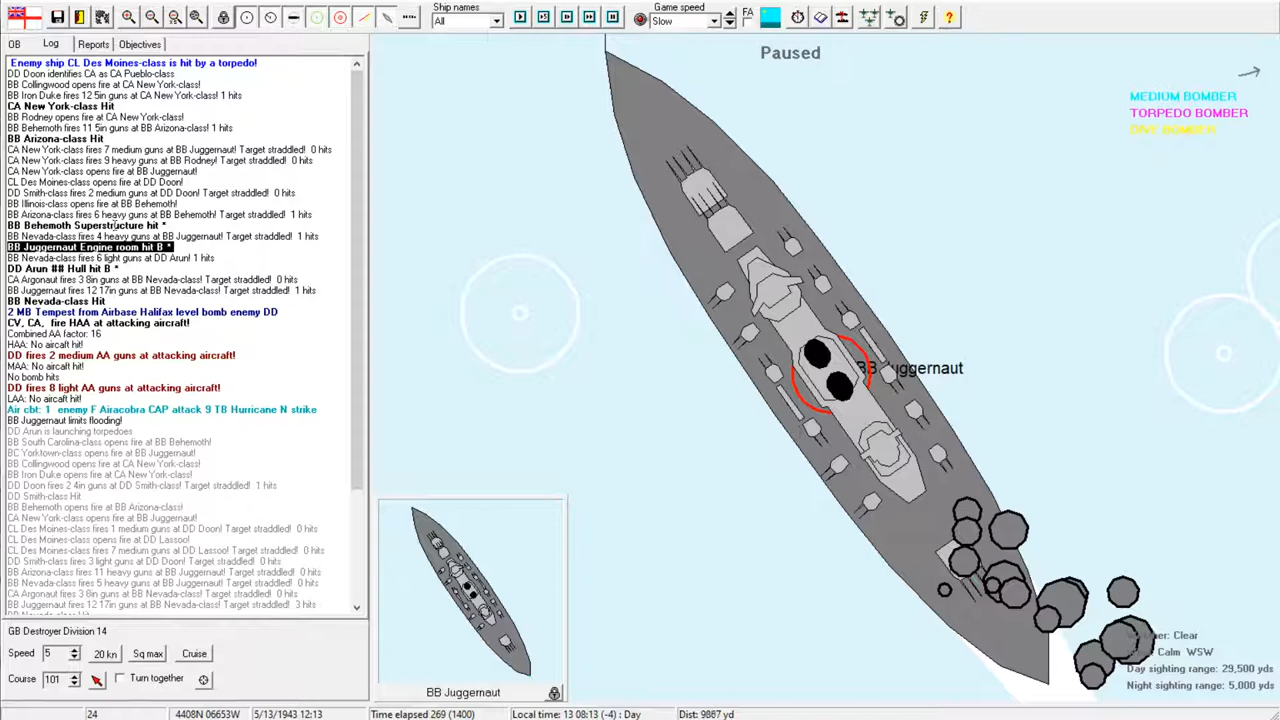 Ship names
All
Game speed
Slow
FA
OB
Log
Reports
Objectives
Enemy ship CL Des Moines-class is hit by a torpedo!
DD Doon identifies CA as CA Pueblo-class
BB Collingwood opens fire at CA New York-class!
BB Iron Duke fires 12 5in guns at CA New York-class! 1 hits
CA New York-class Hit
BB Rodney opens fire at CA New York-class!
BB Behemoth fires 11 5in guns at BB Arizona-class! 1 hits
BB Arizona-class Hit
CA New York-class fires 7 medium guns at BB Juggernaut! Target straddled! 0 hits
CA New York-class fires 9 heavy guns at BB Rodney! Target straddled! 0 hits
CA New York-class opens fire at BB Juggernaut!
CL Des Moines-class opens fire at DD Doon!
DD Smith-class fires 2 medium guns at DD Doon! Target straddled! 0 hits
BB Illinois-class opens fire at BB Behemoth!
BB Arizona-class fires 6 heavy guns at BB Behemoth! Target straddled! 1 hits
BB Behemoth Superstructure hit *
BB Nevada-class fires 4 heavy guns at BB Juggernaut! Target straddled! 1 hits
BB Juggernaut Engine room hit B *
BB Nevada-class fires 6 light guns at DD Arun! 1 hits
DD Arun ## Hull hit B *
CA Argonaut fires 3 8in guns at BB Nevada-class! Target straddled! 0 hits
BB Juggernaut fires 12 17in guns at BB Nevada-class! Target straddled! 1 hits
BB Nevada-class Hit
2 MB Tempest from Airbase Halifax level bomb enemy DD
CV, CA, fire HAA at attacking aircraft!
Combined AA factor: 16
HAA: No aircaft hit!
DD fires 2 medium AA guns at attacking aircraft!
MAA: No aircaft hit!
No bomb hits
DD fires 8 light AA guns at attacking aircraft!
LAA: No aircaft hit!
Air cbt: 1 enemy F Airacobra CAP attack 9 TB Hurricane N strike
BB Juggernaut limits flooding!
DD Arun is launching torpedoes
BB South Carolina-class opens fire at BB Behemoth!
BC Yorktown-class opens fire at BB Juggernaut!
BB Collingwood opens fire at CA New York-class!
BB Iron Duke opens fire at CA New York-class!
DD Doon fires 2 4in guns at DD Smith-class! Target straddled! 1 hits
DD Smith-class Hit
BB Behemoth opens fire at BB Arizona-class!
CA New York-class opens fire at BB Juggernaut!
CL Des Moines-class fires 1 medium guns at DD Doon! Target straddled! 0 hits
CL Des Moines-class opens fire at DD Lassoo!
CL Des Moines-class fires 7 medium guns at DD Lassoo! Target straddled! 0 hits
DD Smith-class fires 3 light guns at DD Doon! Target straddled! 0 hits
BB Arizona-class fires 11 heavy guns at BB Juggernaut! Target straddled! 0 hits
BB Nevada-class fires 5 heavy guns at BB Juggernaut! Target straddled! 0 hits
CA Argonaut fires 3 8in guns at BB Nevada-class! Target straddled! 0 hits
BB Juggernaut fires 12 17in guns at BB Nevada-class! Target straddled! 3 hits
Paused
MEDIUM BOMBER
TORPEDO BOMBER
DIVE BOMBER
BB Juggernaut
BB Juggernaut
Clear
Calm WSW
Day sighting range: 29,500 yds
Night sighting range: 5,000 yds
GB Destroyer Division 14
Speed 5 20 kn Sq max Cruise
Course 101 Turn together
24
4408N 06653W
5/13/1943 12:13
Time elapsed 269 (1400)
Local time: 13 08:13 : Day
Dist: 9867 yd